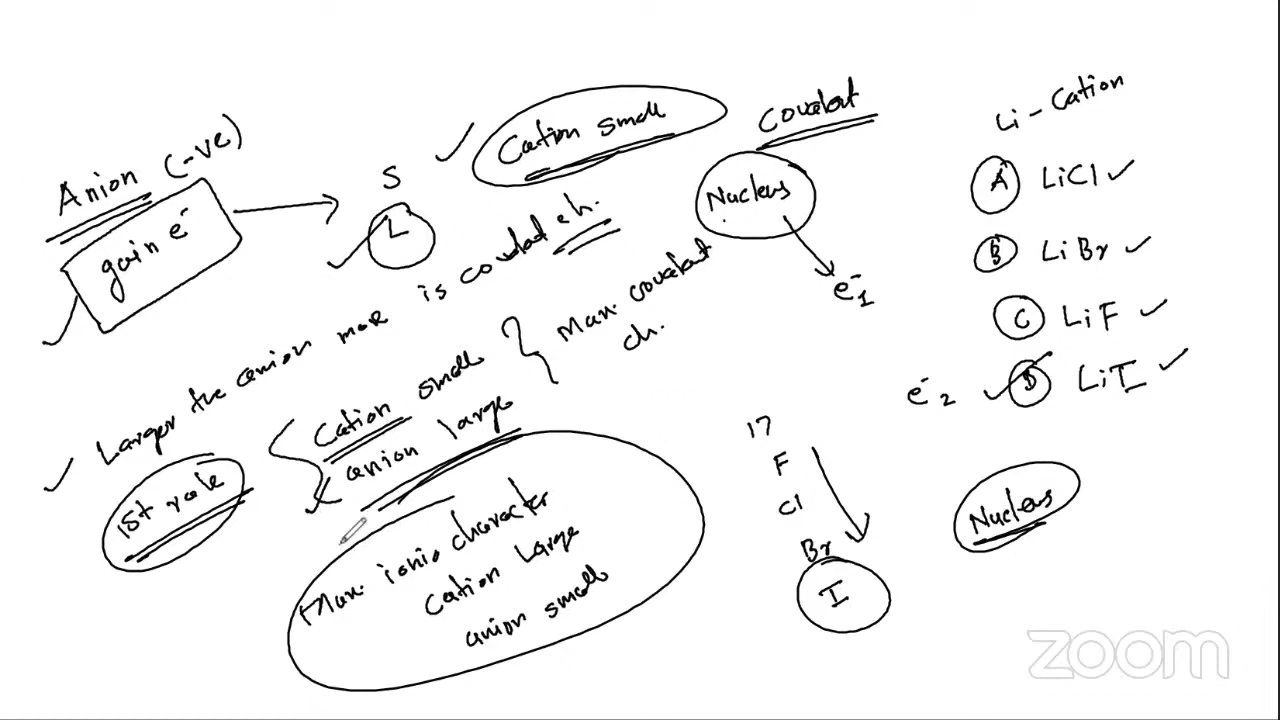 Anion (-ve)
gain e⁻
S
L
Cation small
Covalent
Nucleus
e⁻1
Larger the anion more is covalent ch.
1st rule
Cation small
anion large
Max. covalent
ch.
Max. ionic character
Cation Large
anion small
Li - Cation
A LiCl
B LiBr
C LiF
e⁻2 D LiI
17
F
Cl
Br
I
Nucleus
zoom